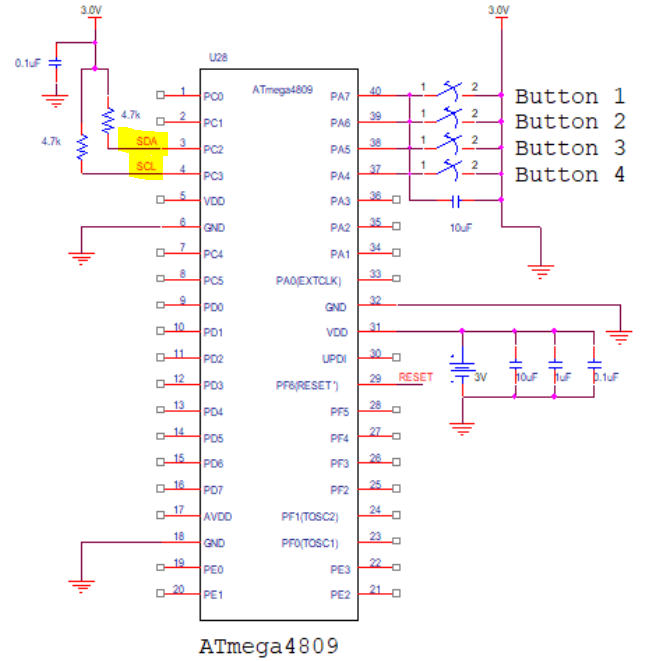 3.0V
3.0V
0.1uF
U28
ATmega4809
4.7k
4.7k
SDA
SCL
1 PC0
2 PC1
3 PC2
4 PC3
5 VDD
6 GND
7 PC4
8 PC5
9 PD0
10 PD1
11 PD2
12 PD3
13 PD4
14 PD5
15 PD6
16 PD7
17 AVDD
18 GND
19 PE0
20 PE1
PA7 40
PA6 39
PA5 38
PA4 37
PA3 36
PA2 35
PA1 34
PA0(EXTCLK) 33
GND 32
VDD 31
UPDI 30
PF6(RESET*) 29
PF5 28
PF4 27
PF3 26
PF2 25
PF1(TOSC2) 24
PF0(TOSC1) 23
PE3 22
PE2 21
1 2 Button 1
1 2 Button 2
1 2 Button 3
1 2 Button 4
10uF
RESET
3V
10uF
1uF
0.1uF
ATmega4809